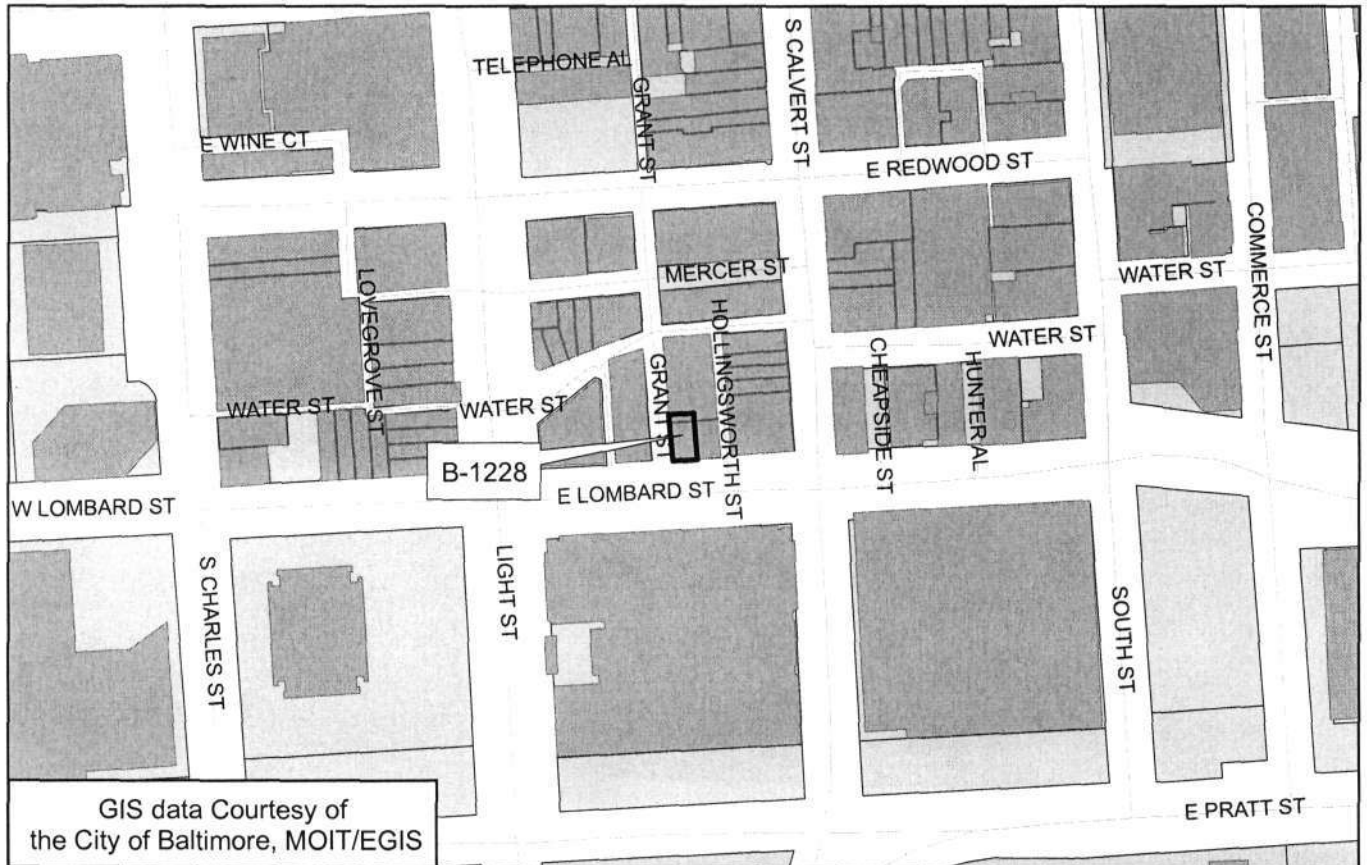 TELEPHONE AL
GRANT ST
S CALVERT ST
E WINE CT
E REDWOOD ST
COMMERCE ST
LOVEGROVE ST
MERCER ST
HOLLINGSWORTH ST
WATER ST
WATER ST
CHEAPSIDE ST
HUNTER AL
GRANT ST
WATER ST
WATER ST
B-1228
E LOMBARD ST
W LOMBARD ST
S CHARLES ST
LIGHT ST
SOUTH ST
E PRATT ST
GIS data Courtesy of
the City of Baltimore, MOIT/EGIS